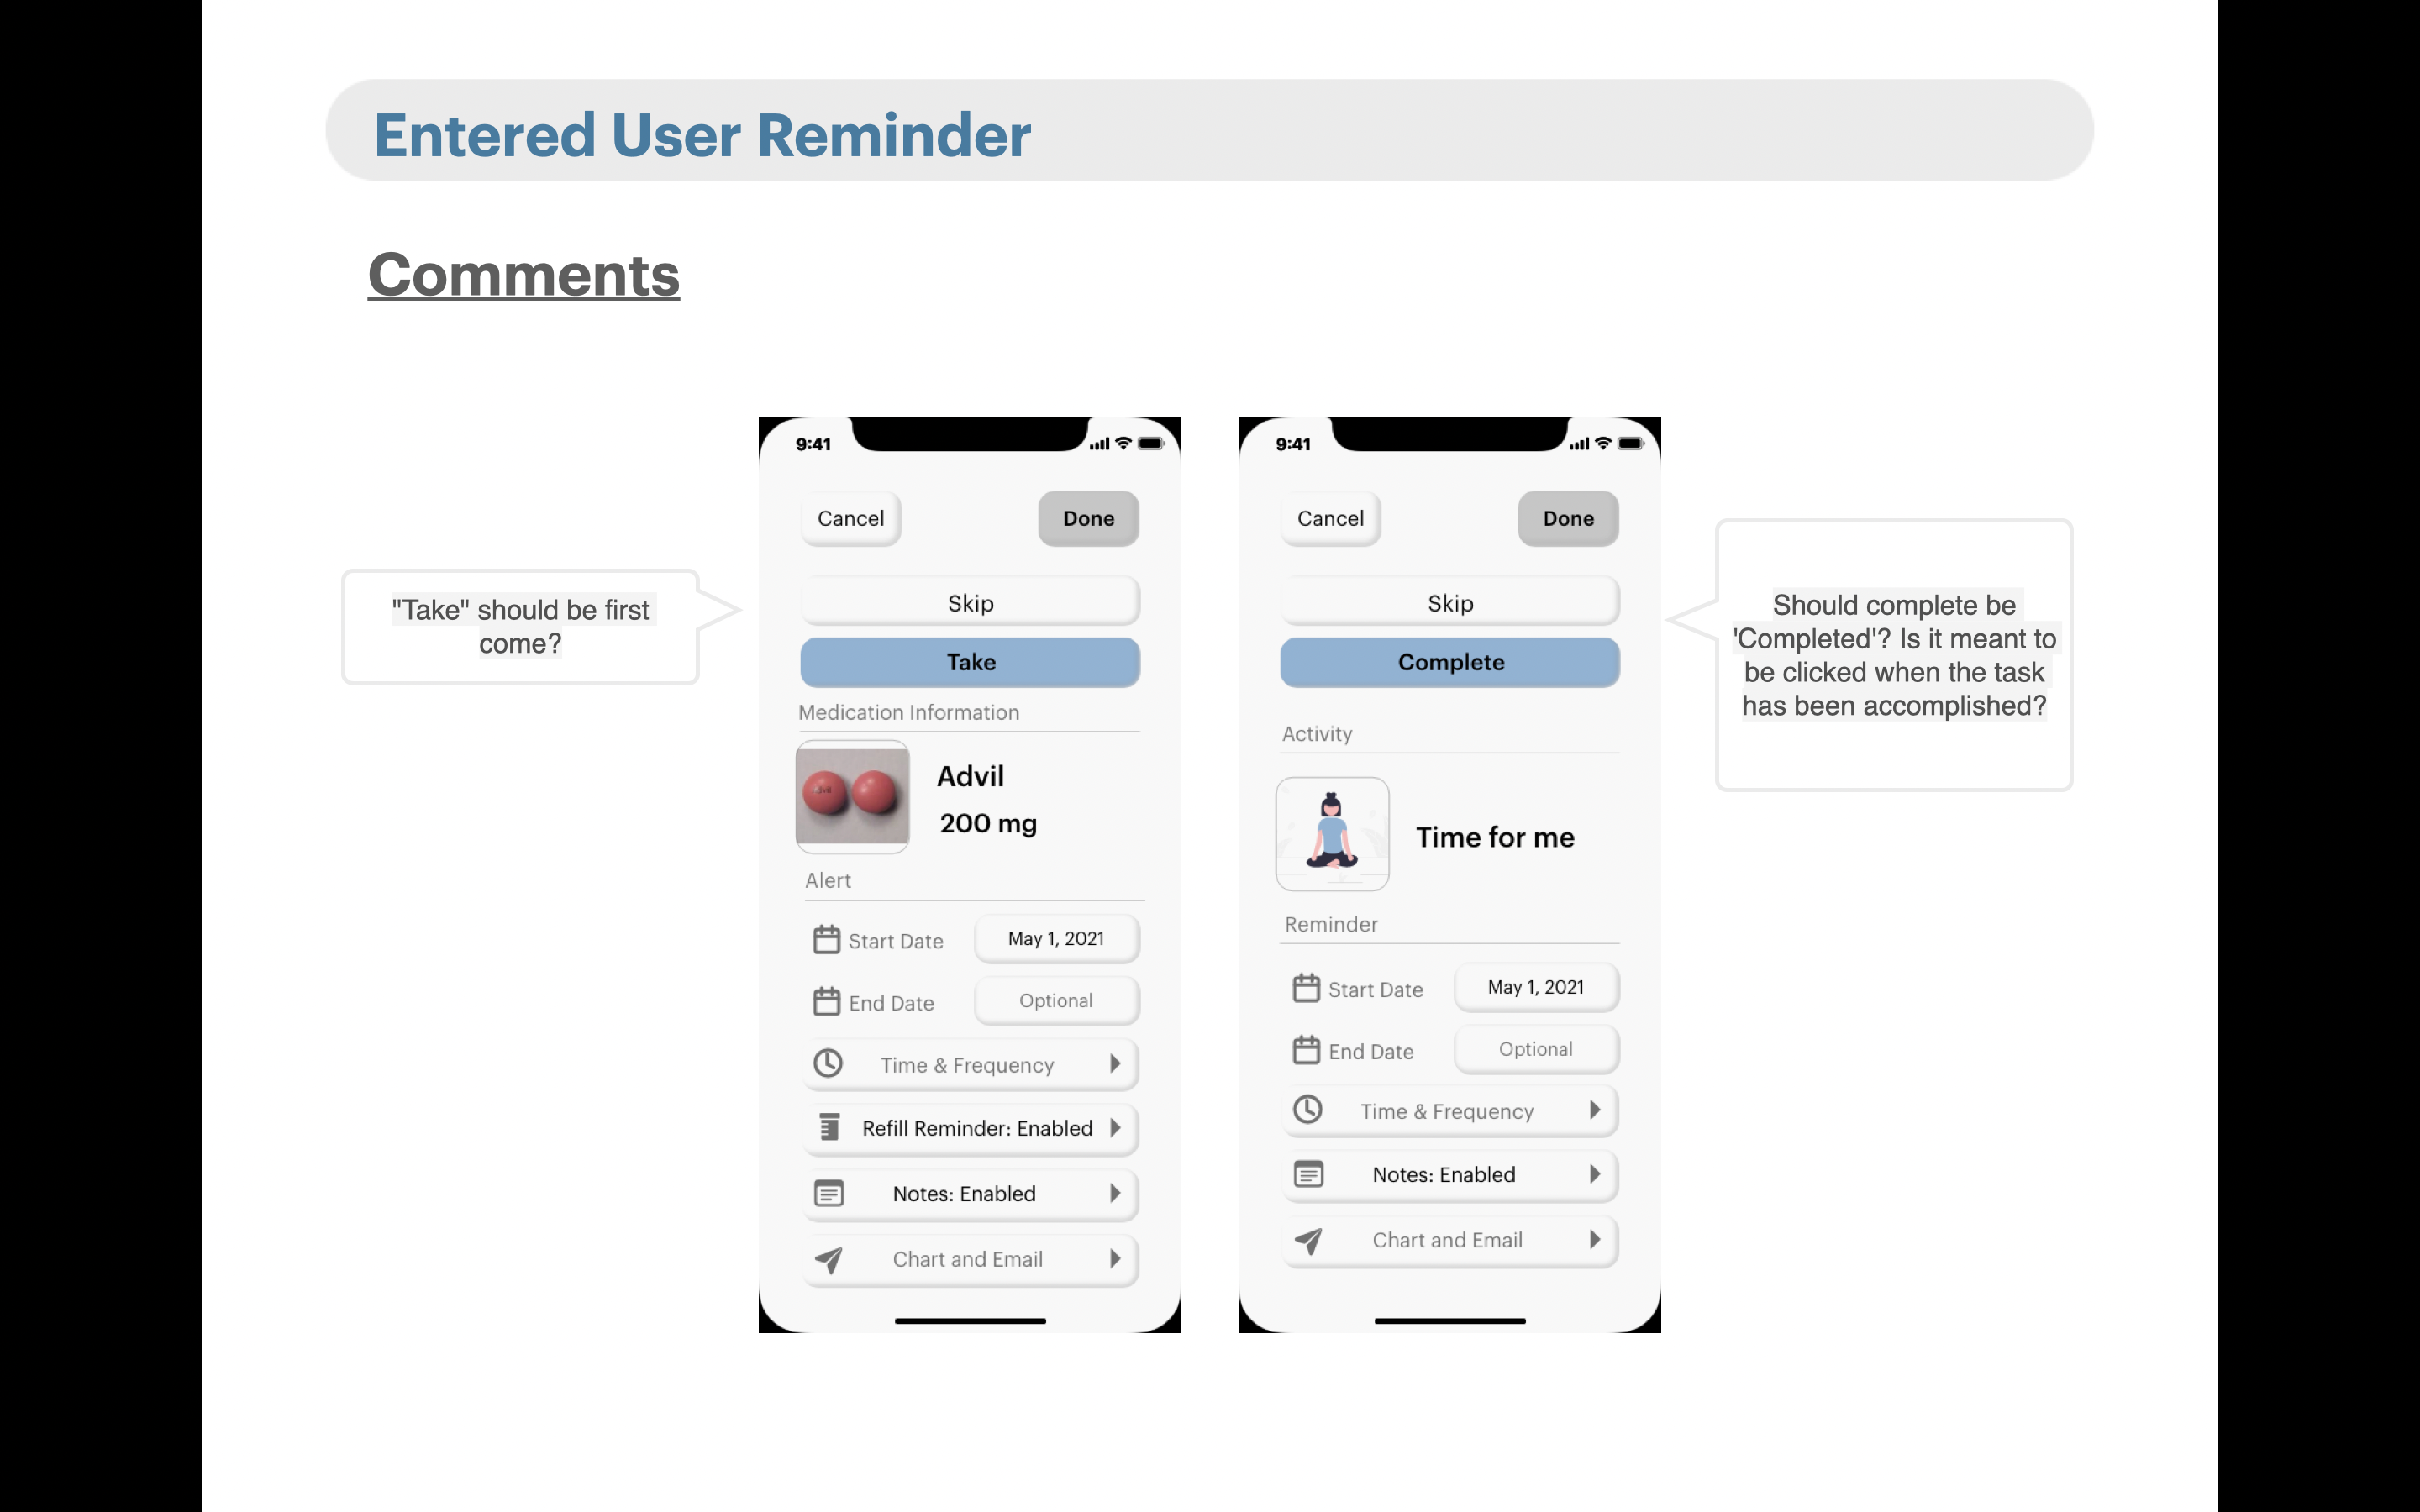 Entered User Reminder
Comments
"Take" should be first
come?
9:41
Cancel
Done
Skip
Take
Medication Information
Advil
Advil
200 mg
Alert
Start Date
May 1, 2021
End Date
Optional
Time & Frequency
Refill Reminder: Enabled
Notes: Enabled
Chart and Email
9:41
Cancel
Done
Skip
Complete
Activity
Time for me
Reminder
Start Date
May 1, 2021
End Date
Optional
Time & Frequency
Notes: Enabled
Chart and Email
Should complete be
'Completed'? Is it meant to
be clicked when the task
has been accomplished?